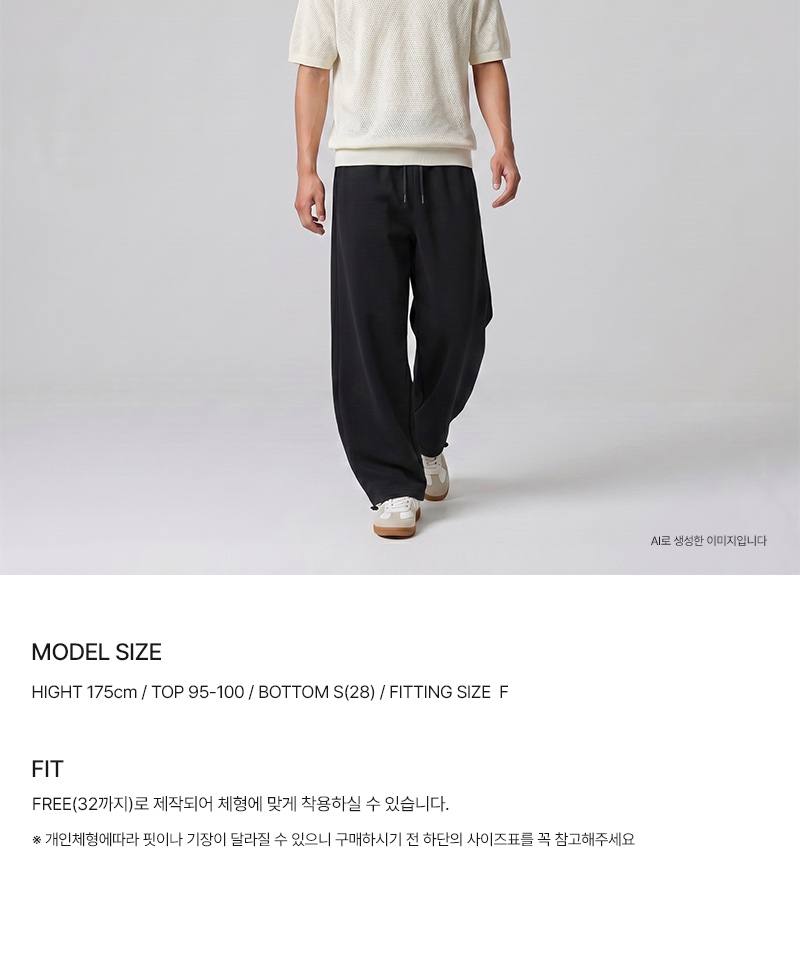 AI로 생성한 이미지입니다
MODEL SIZE
HIGHT 175cm / TOP 95-100 / BOTTOM S(28) / FITTING SIZE  F
FIT
FREE(32까지)로 제작되어 체형에 맞게 착용하실 수 있습니다.
※ 개인체형에따라 핏이나 기장이 달라질 수 있으니 구매하시기 전 하단의 사이즈표를 꼭 참고해주세요